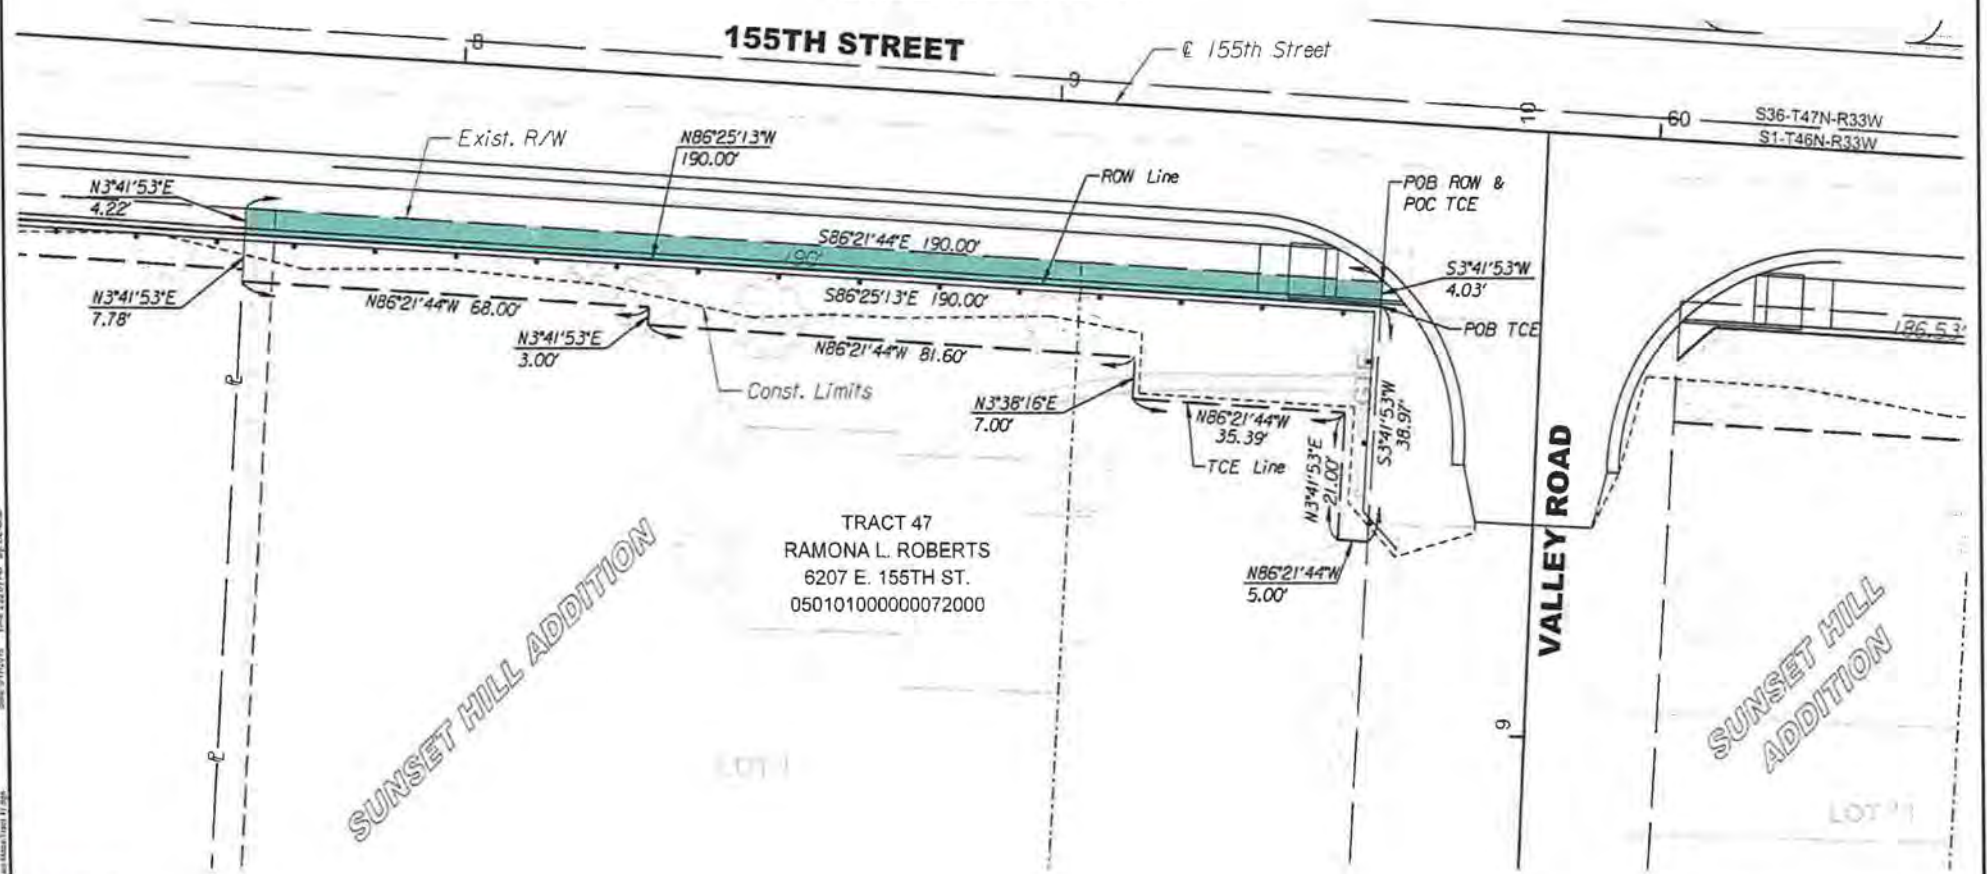 155TH STREET
℄ 155th Street
8
9
10
60
S36-T47N-R33W
S1-T46N-R33W
Exist. R/W
N86°25'13"W
190.00'
ROW Line
POB ROW &
POC TCE
N3°41'53"E
4.22'
S86°21'44"E 190.00'
190'
S3°41'53"W
4.03'
N3°41'53"E
7.78'
N86°21'44"W 68.00'
S86°25'13"E 190.00'
POB TCE
186.53'
N3°41'53"E
3.00'
N86°21'44"W 81.60'
Const. Limits
N3°38'16"E
7.00'
N86°21'44"W
35.39'
TCE Line
N3°41'53"E
21.00'
S3°41'53"W
38.97'
N86°21'44"W
5.00'
TRACT 47
RAMONA L. ROBERTS
6207 E. 155TH ST.
050101000000072000
SUNSET HILL ADDITION
VALLEY ROAD
9
SUNSET HILL
ADDITION
LOT 1
LOT